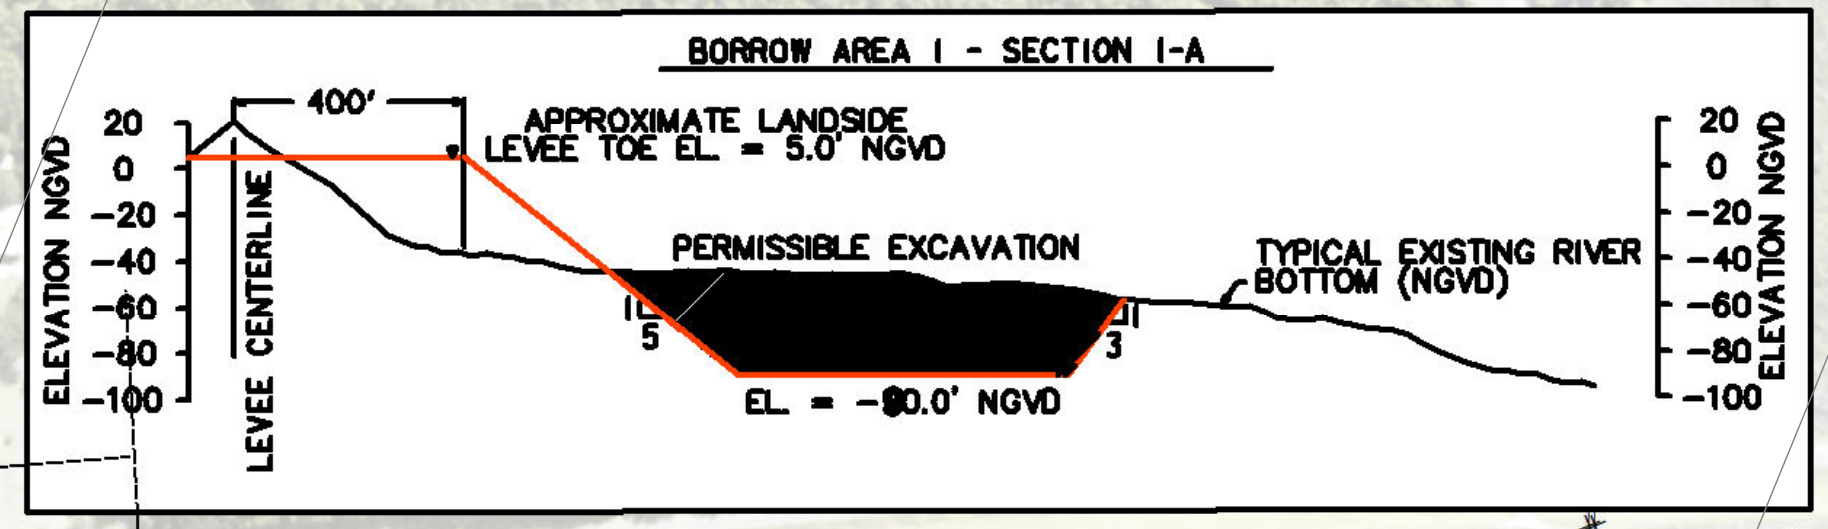 BORROW AREA 1 - SECTION 1-A
400'
APPROXIMATE LANDSIDE
LEVEE TOE EL. = 5.0' NGVD
ELEVATION NGVD
20
0
-20
-40
-60
-80
-100
LEVEE CENTERLINE
PERMISSIBLE EXCAVATION
1
5
1
3
EL. = -90.0' NGVD
TYPICAL EXISTING RIVER
BOTTOM (NGVD)
20
0
-20
-40
-60
-80
-100
ELEVATION NGVD